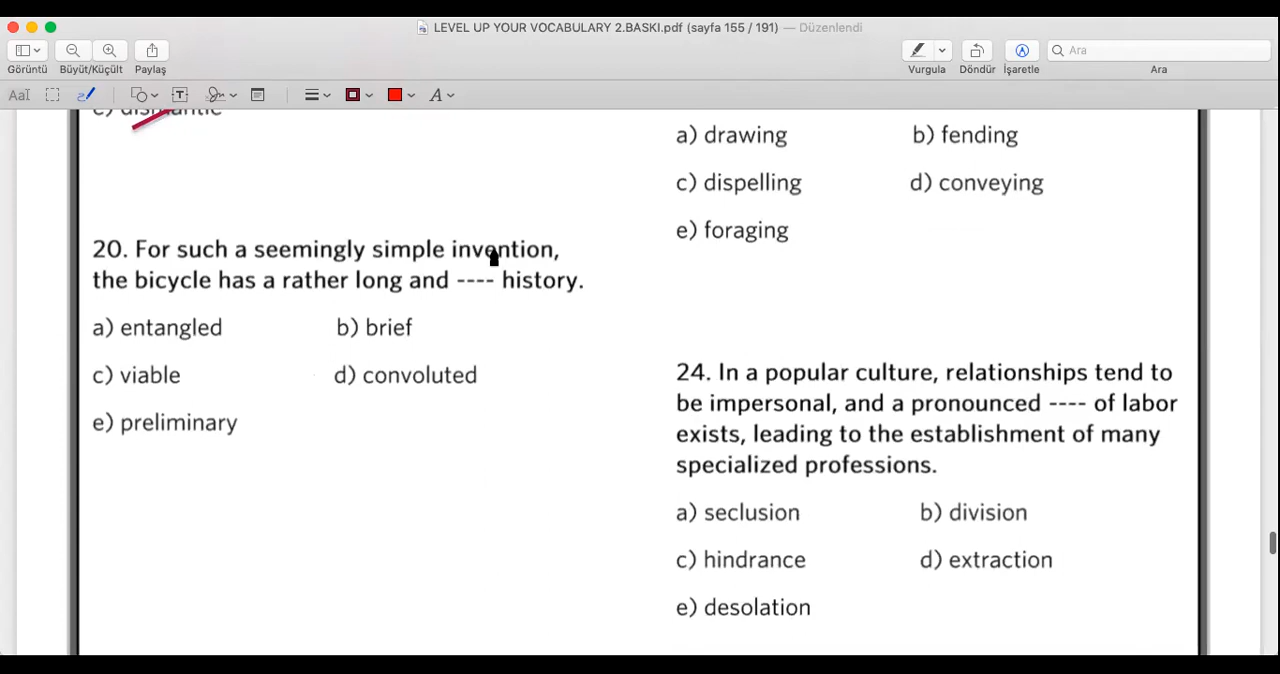 LEVEL UP YOUR VOCABULARY 2.BASKI.pdf (sayfa 155 / 191) — Düzenlendi
Ara
Görüntü Büyüt/Küçült Paylaş Vurgula Döndür İşaretle Ara
AaI T A
e) dismantle
20. For such a seemingly simple invention,
the bicycle has a rather long and ---- history.
a) entangled b) brief
c) viable d) convoluted
e) preliminary
a) drawing b) fending
c) dispelling d) conveying
e) foraging
24. In a popular culture, relationships tend to
be impersonal, and a pronounced ---- of labor
exists, leading to the establishment of many
specialized professions.
a) seclusion b) division
c) hindrance d) extraction
e) desolation